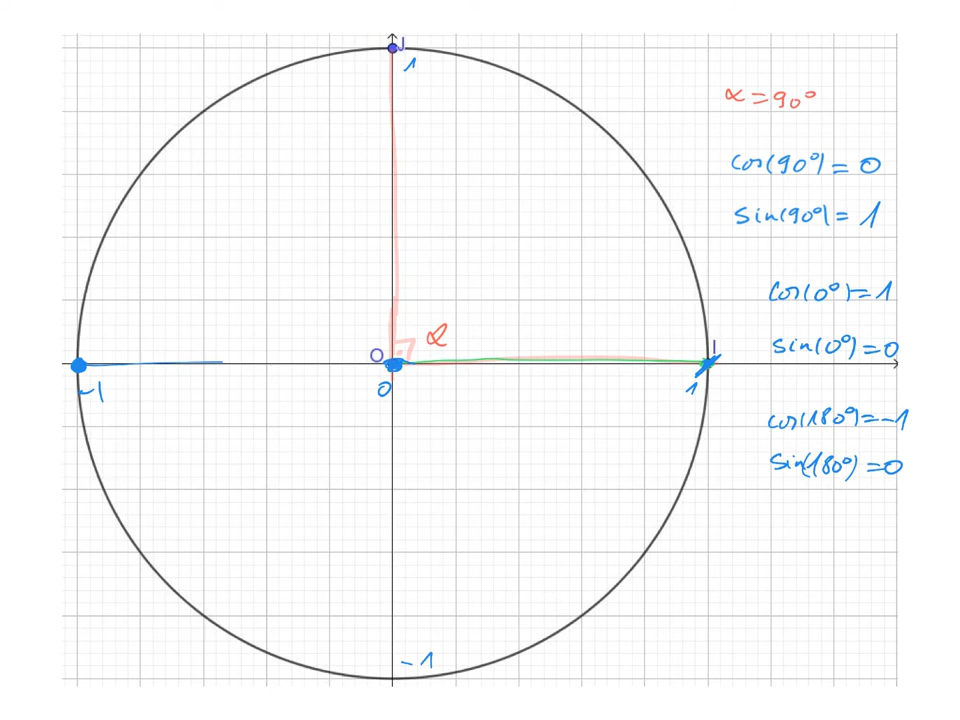 J
1
α = 90°
cos(90°) = 0
sin(90°) = 1
cos(0°) = 1
α
sin(0°) = 0
O
I
-1
0
1
cos(180°) = -1
sin(180°) = 0
-1